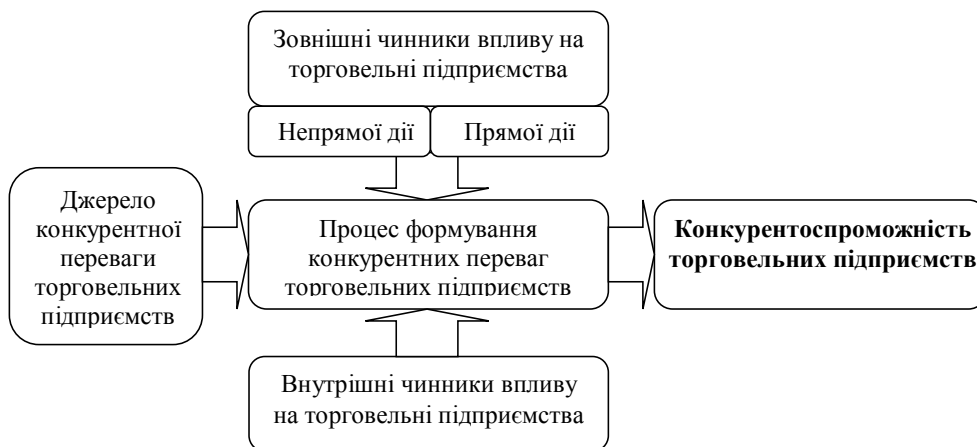 Зовнішні чинники впливу на
торговельні підприємства
Непрямої дії
Прямої дії
Джерело
конкурентної
переваги
торговельних
підприємств
Процес формування
конкурентних переваг
торговельних підприємств
Конкурентоспроможність
торговельних підприємств
Внутрішні чинники впливу
на торговельні підприємства